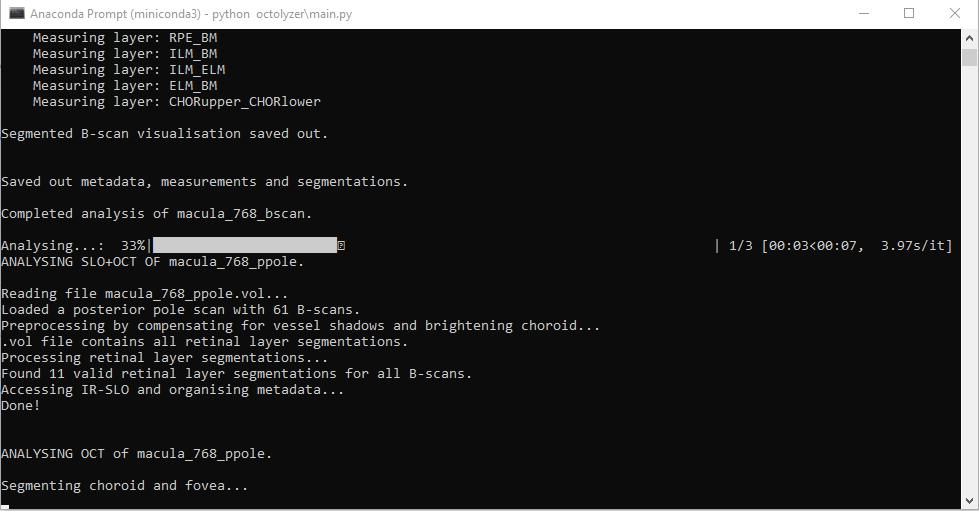 Anaconda Prompt (miniconda3) - python octolyzer\main.py
Measuring layer: RPE_BM
Measuring layer: ILM_BM
Measuring layer: ILM_ELM
Measuring layer: ELM_BM
Measuring layer: CHORupper_CHORlower
Segmented B-scan visualisation saved out.
Saved out metadata, measurements and segmentations.
Completed analysis of macula_768_bscan.
Analysing...:  33%| | 1/3 [00:03<00:07,  3.97s/it]
ANALYSING SLO+OCT OF macula_768_ppole.
Reading file macula_768_ppole.vol...
Loaded a posterior pole scan with 61 B-scans.
Preprocessing by compensating for vessel shadows and brightening choroid...
.vol file contains all retinal layer segmentations.
Processing retinal layer segmentations...
Found 11 valid retinal layer segmentations for all B-scans.
Accessing IR-SLO and organising metadata...
Done!
ANALYSING OCT of macula_768_ppole.
Segmenting choroid and fovea...